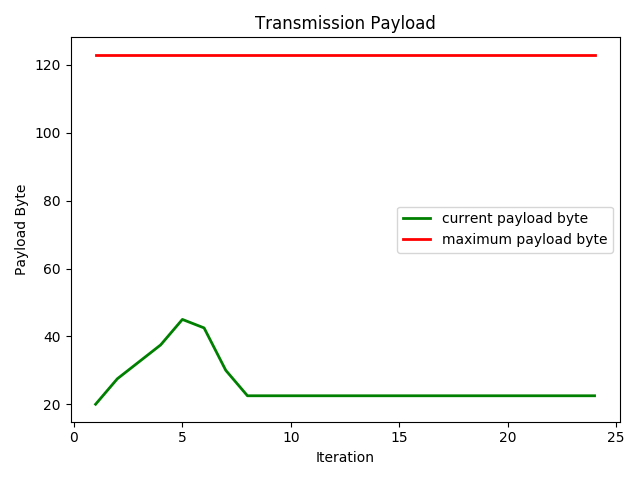 Transmission Payload
120
100
80
60
40
20
Payload Byte
current payload byte
maximum payload byte
0 5 10 15 20 25
Iteration